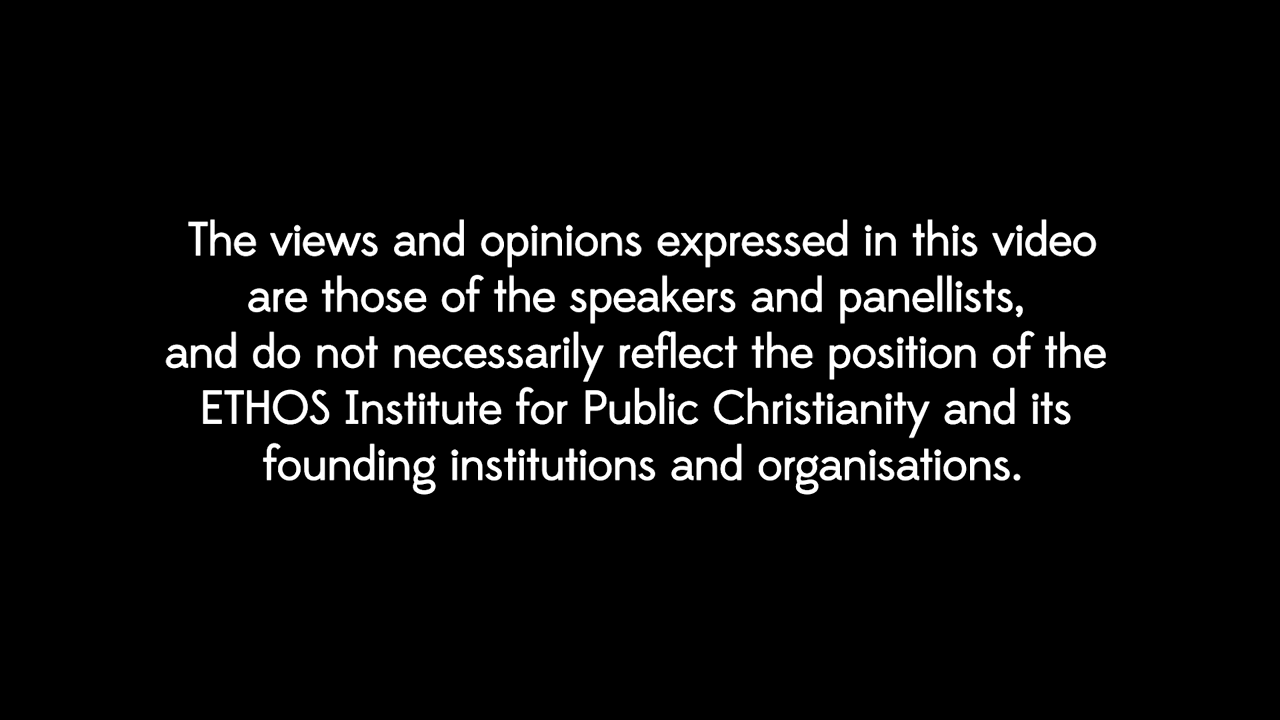 The views and opinions expressed in this video
are those of the speakers and panellists,
and do not necessarily reflect the position of the
ETHOS Institute for Public Christianity and its
founding institutions and organisations.